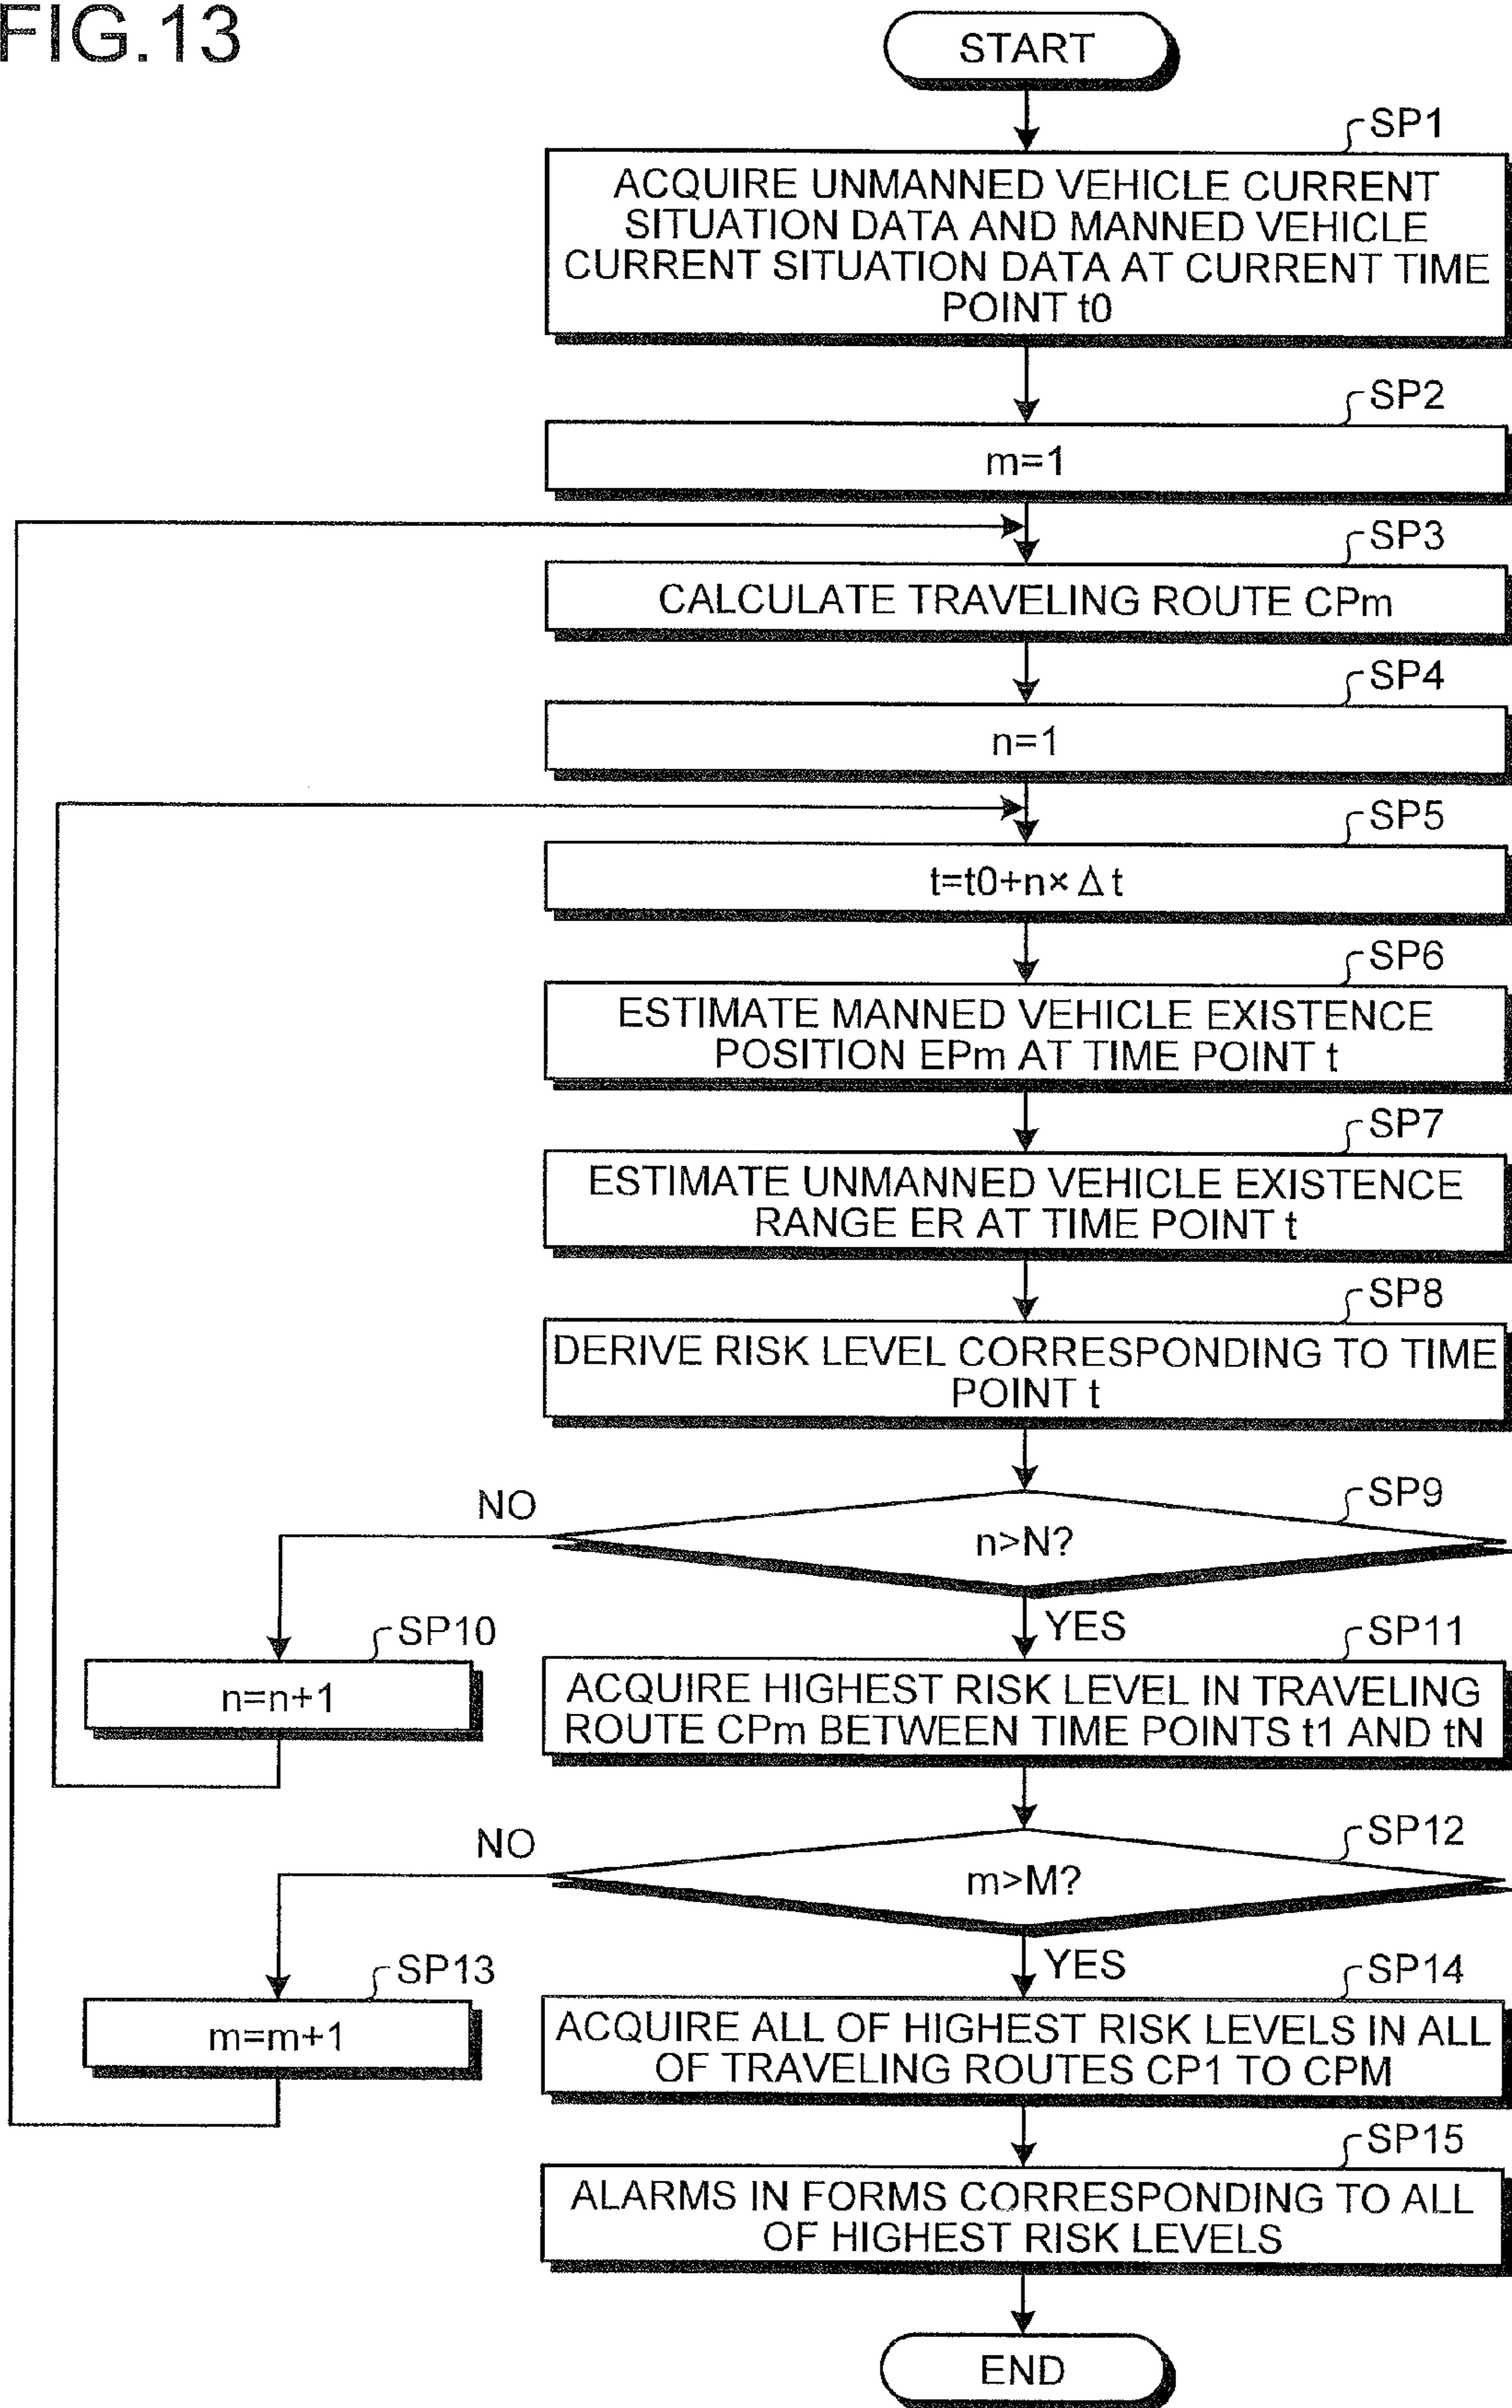 FIG.13
START
SP1
ACQUIRE UNMANNED VEHICLE CURRENT
SITUATION DATA AND MANNED VEHICLE
CURRENT SITUATION DATA AT CURRENT TIME
POINT t0
SP2
m=1
SP3
CALCULATE TRAVELING ROUTE CPm
SP4
n=1
SP5
t=t0+n×Δt
SP6
ESTIMATE MANNED VEHICLE EXISTENCE
POSITION EPm AT TIME POINT t
SP7
ESTIMATE UNMANNED VEHICLE EXISTENCE
RANGE ER AT TIME POINT t
SP8
DERIVE RISK LEVEL CORRESPONDING TO TIME
POINT t
SP9
n>N?
NO
YES
SP10
n=n+1
SP11
ACQUIRE HIGHEST RISK LEVEL IN TRAVELING
ROUTE CPm BETWEEN TIME POINTS t1 AND tN
SP12
m>M?
NO
YES
SP13
m=m+1
SP14
ACQUIRE ALL OF HIGHEST RISK LEVELS IN ALL
OF TRAVELING ROUTES CP1 TO CPM
SP15
ALARMS IN FORMS CORRESPONDING TO ALL
OF HIGHEST RISK LEVELS
END